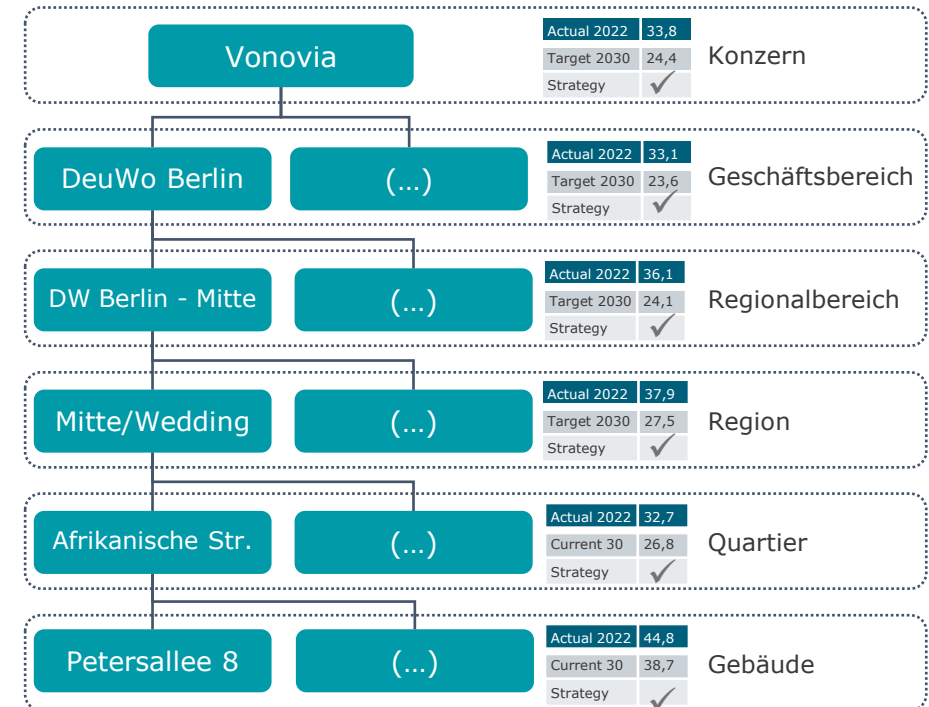 Vonovia
Actual 2022 33,8
Target 2030 24,4
Strategy
Konzern
DeuWo Berlin
(...)
Actual 2022 33,1
Target 2030 23,6
Strategy
Geschäftsbereich
DW Berlin - Mitte
(...)
Actual 2022 36,1
Target 2030 24,1
Strategy
Regionalbereich
Mitte/Wedding
(...)
Actual 2022 37,9
Target 2030 27,5
Strategy
Region
Afrikanische Str.
(...)
Actual 2022 32,7
Current 30 26,8
Strategy
Quartier
Petersallee 8
(...)
Actual 2022 44,8
Current 30 38,7
Strategy
Gebäude